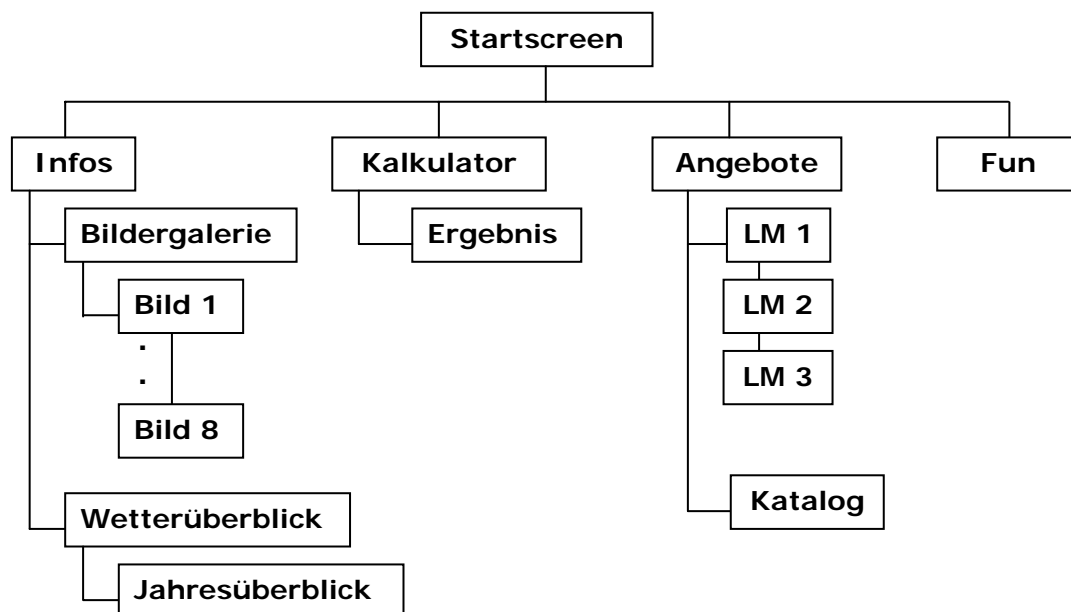 Startscreen
Infos
Kalkulator
Angebote
Fun
Bildergalerie
Ergebnis
LM 1
Bild 1
LM 2
.
.
LM 3
Bild 8
Katalog
Wetterüberblick
Jahresüberblick